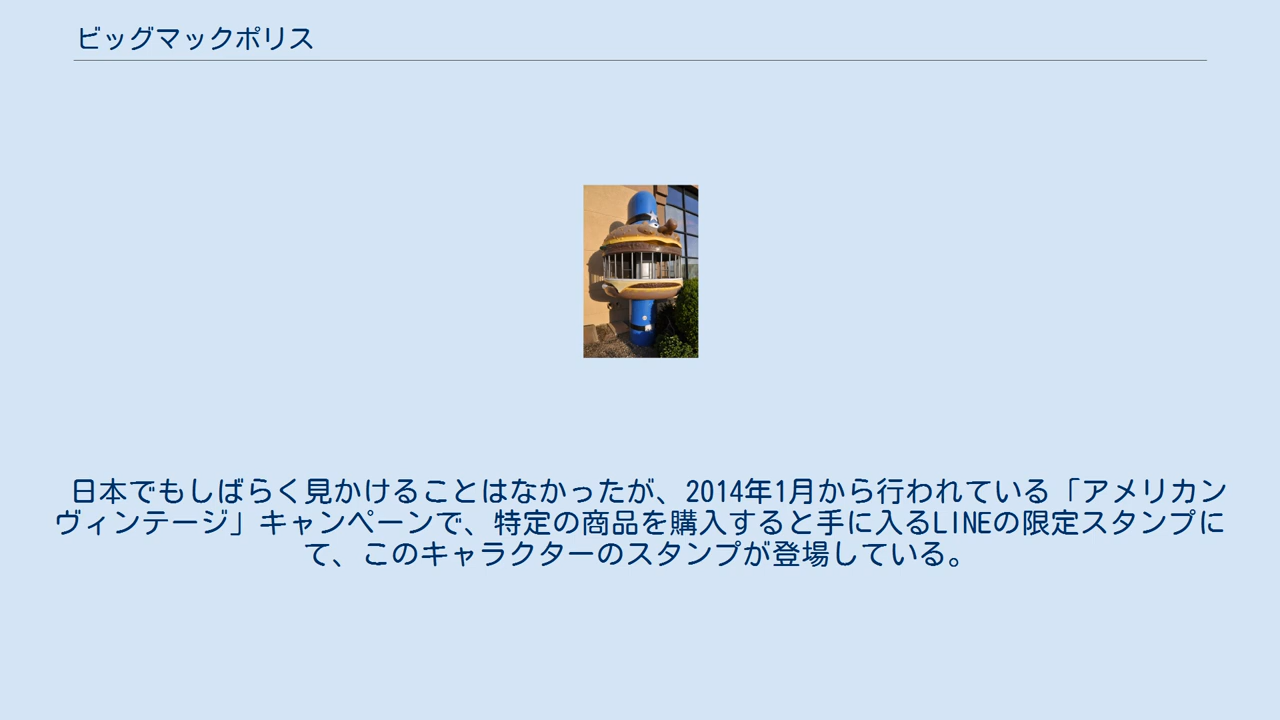 ビッグマックポリス
日本でもしばらく見かけることはなかったが、2014年1月から行われている「アメリカン
ヴィンテージ」キャンペーンで、特定の商品を購入すると手に入るLINEの限定スタンプに
て、このキャラクターのスタンプが登場している。